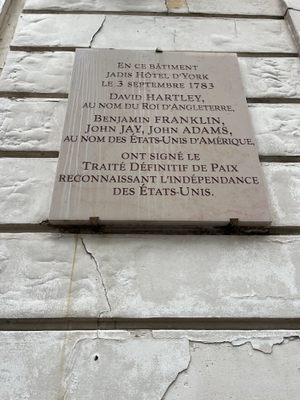 En ce bâtiment
jadis Hôtel d'York
le 3 septembre 1783
David HARTLEY,
au nom du Roi d'Angleterre,
Benjamin FRANKLIN,
John JAY, John ADAMS,
au nom des États-Unis d'Amérique,
ont signé le
Traité Définitif de Paix
reconnaissant l'indépendance
des États-Unis.